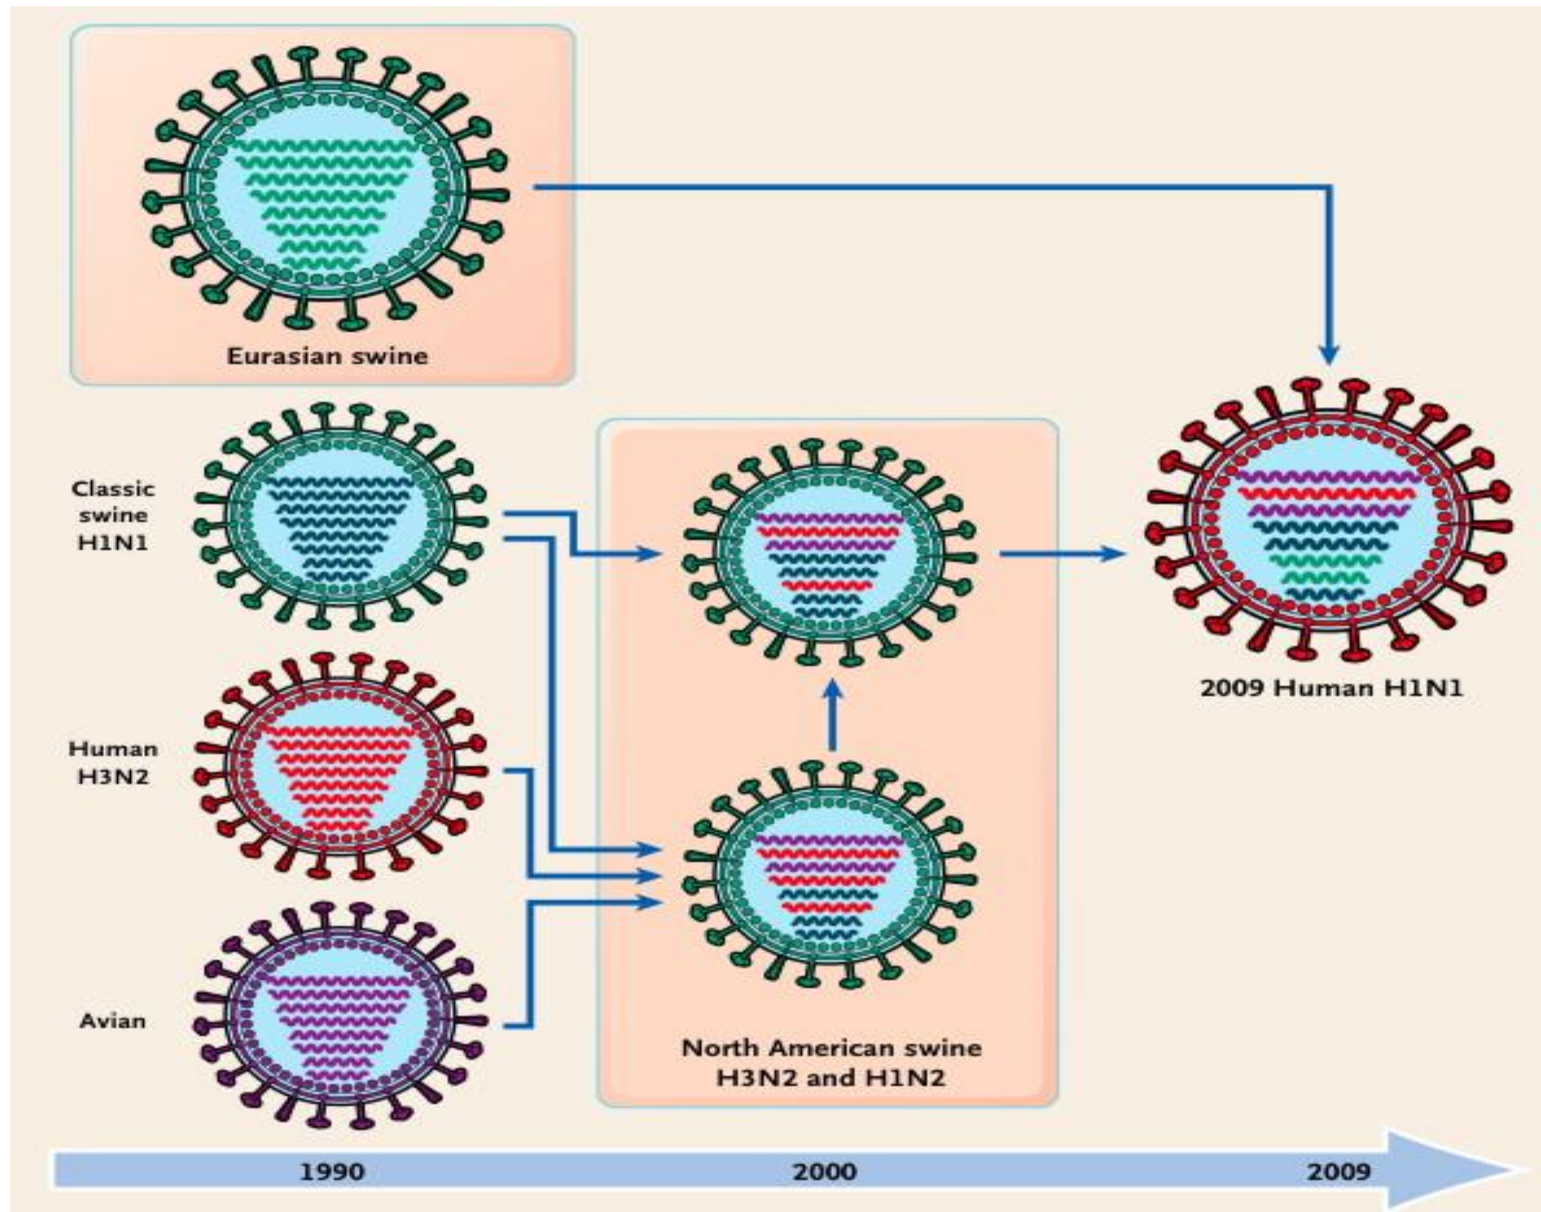 Eurasian swine
Classic
swine
H1N1
Human
H3N2
Avian
North American swine
H3N2 and H1N2
2009 Human H1N1
1990
2000
2009